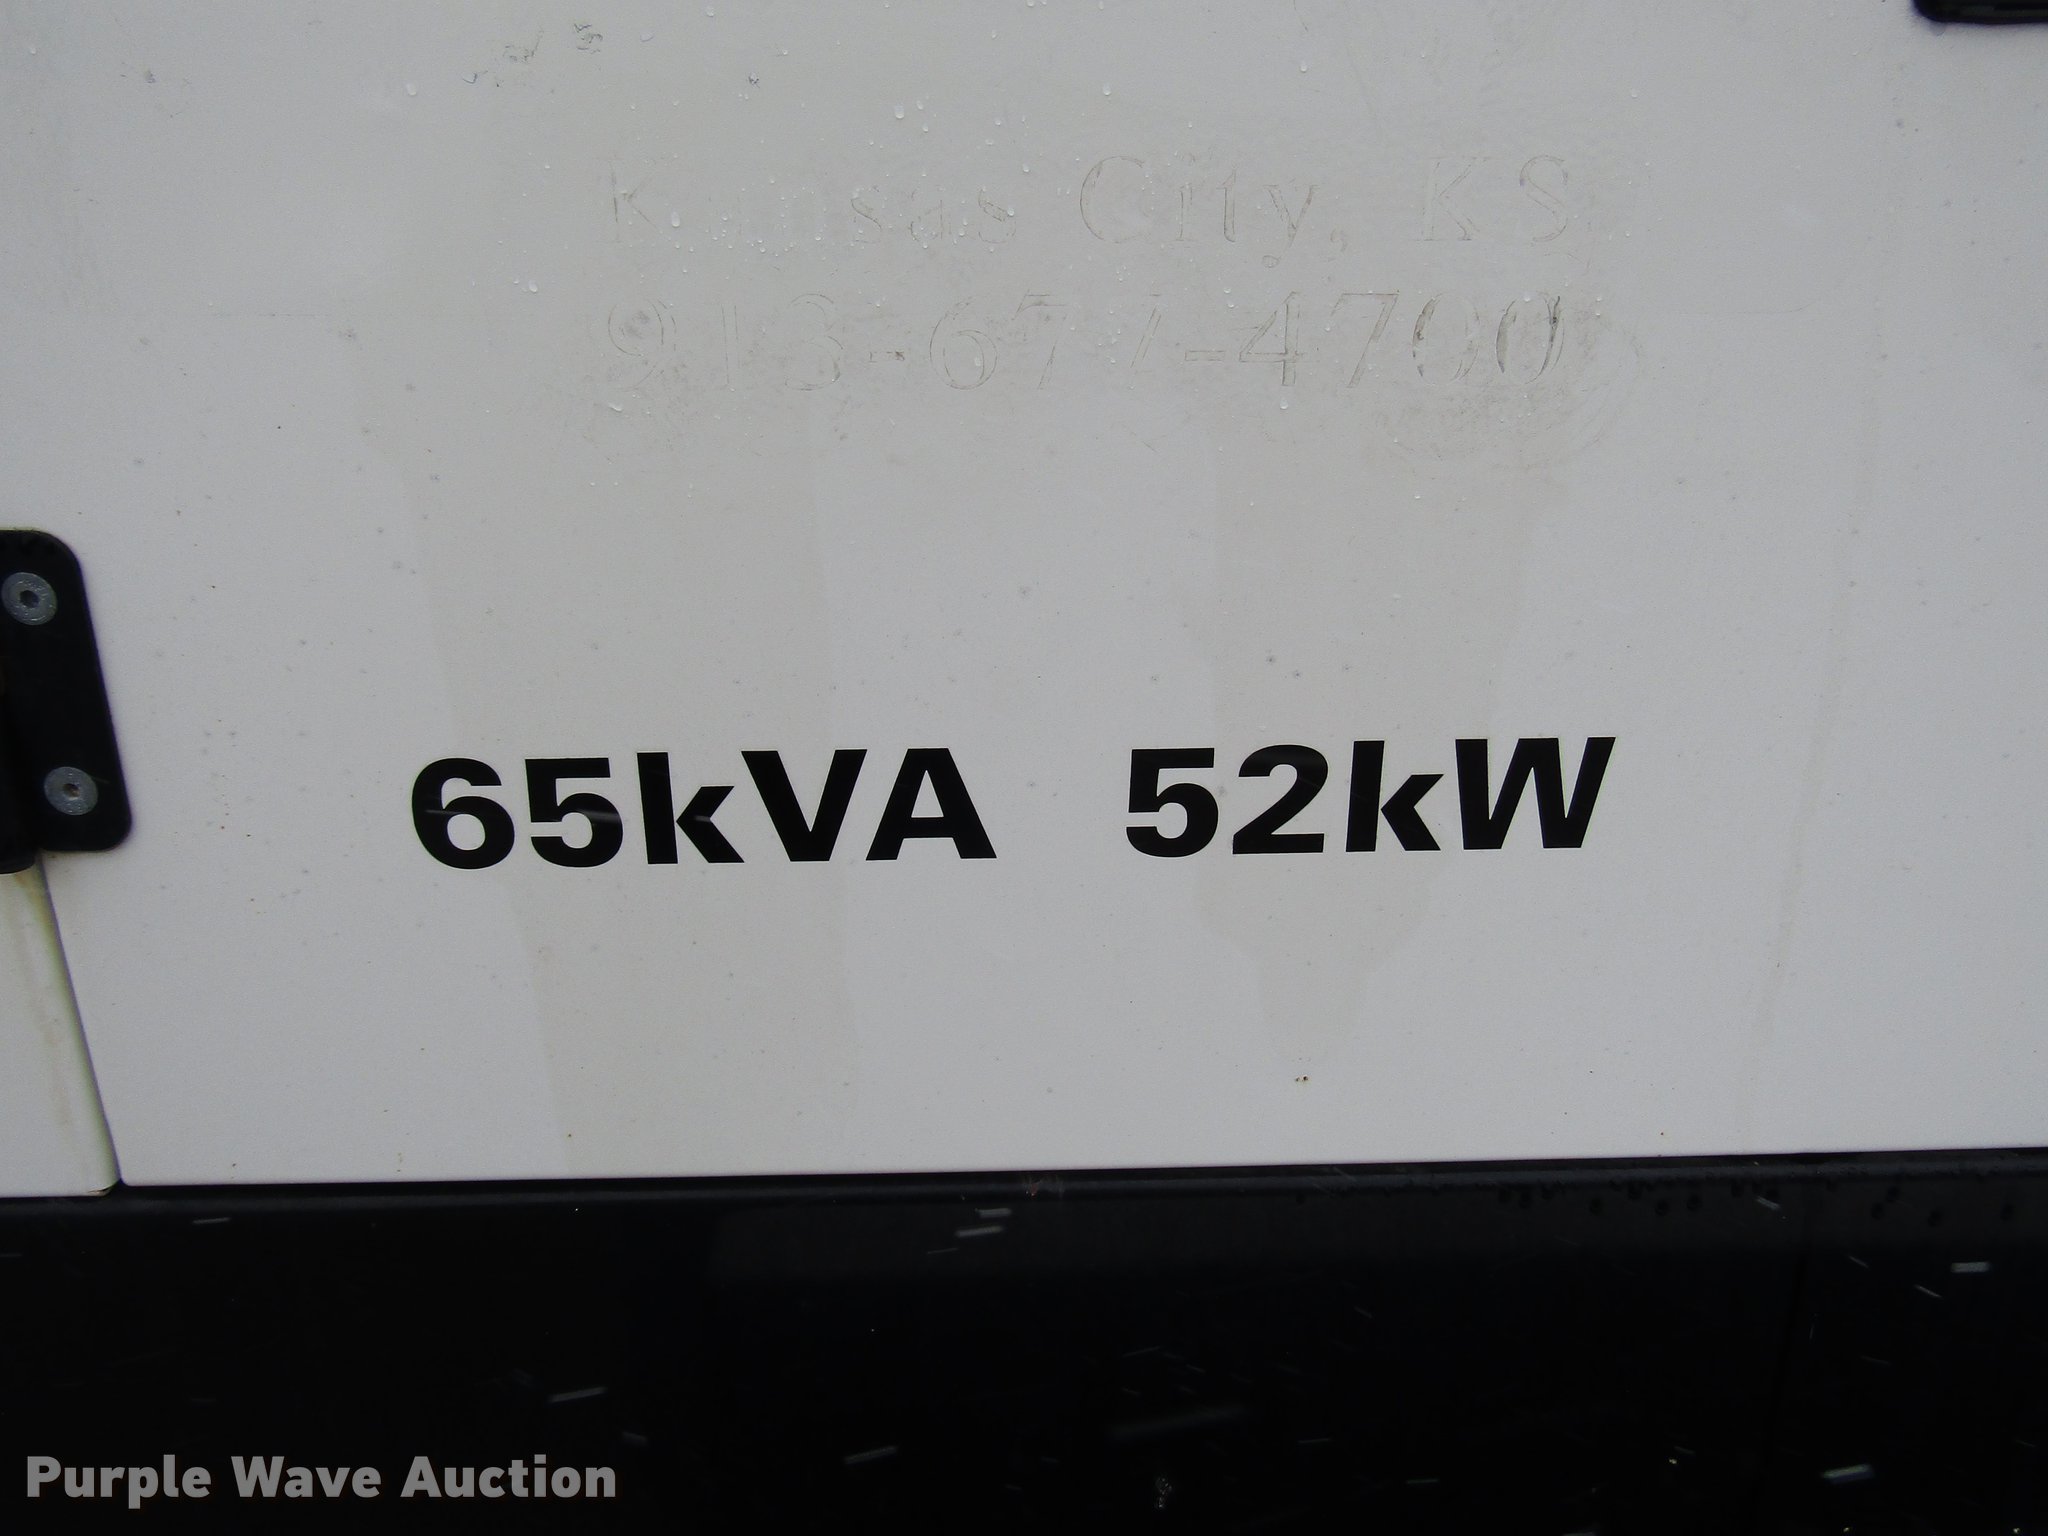 Kansas City, KS
913-677-4700
65kVA 52kW
Purple Wave Auction